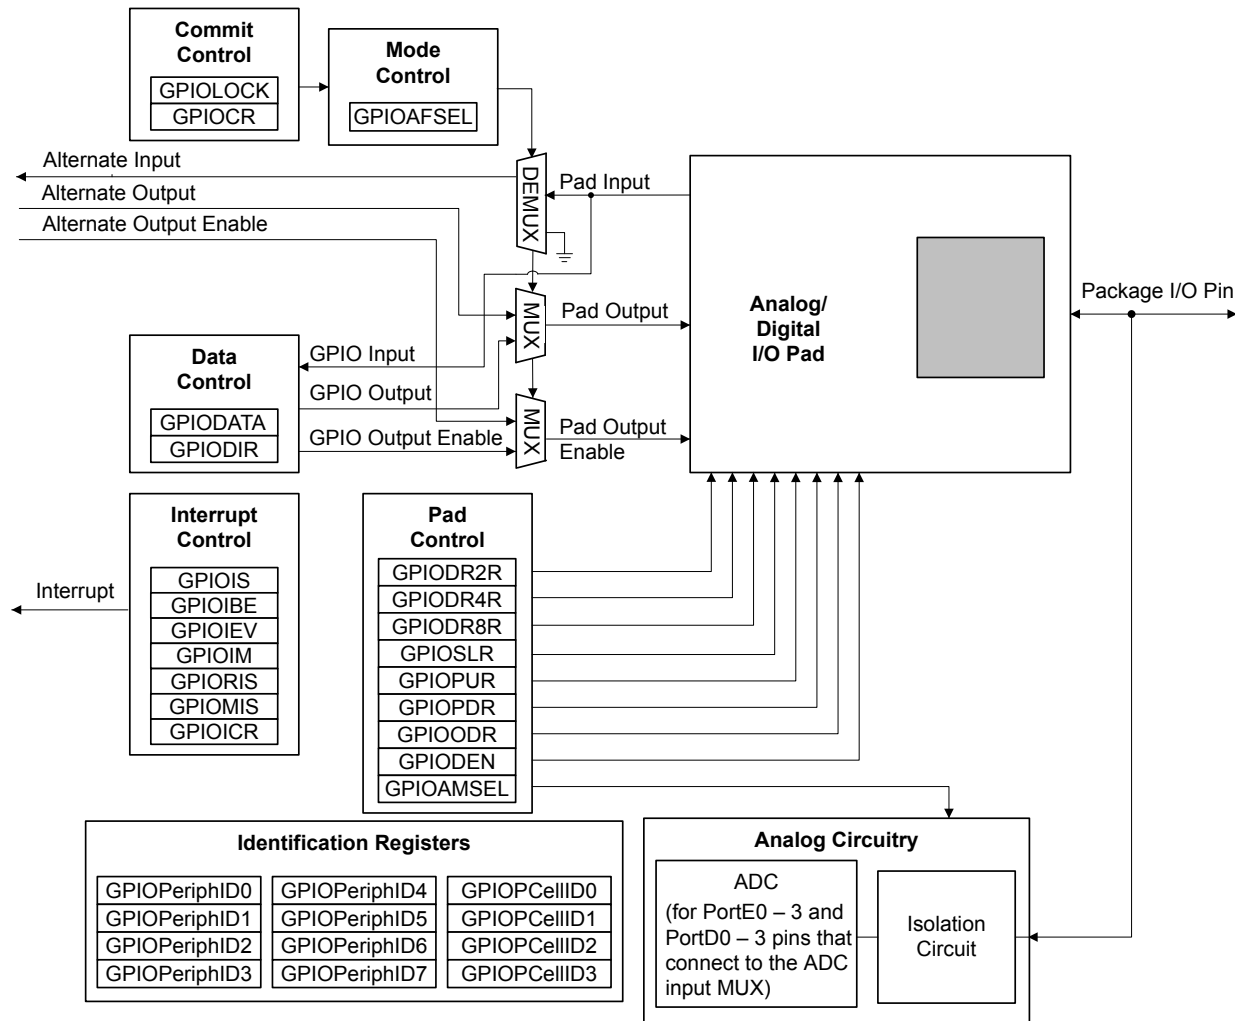 Commit
Control
GPIOLOCK
GPIOCR
Mode
Control
GPIOAFSEL
Alternate Input
Alternate Output
Alternate Output Enable
DEMUX
Pad Input
MUX
Pad Output
MUX
Pad Output
Enable
Analog/
Digital
I/O Pad
Package I/O Pin
Data
Control
GPIODATA
GPIODIR
GPIO Input
GPIO Output
GPIO Output Enable
Interrupt
Control
GPIOIS
GPIOIBE
GPIOIEV
GPIOIM
GPIORIS
GPIOMIS
GPIOICR
Interrupt
Pad
Control
GPIODR2R
GPIODR4R
GPIODR8R
GPIOSLR
GPIOPUR
GPIOPDR
GPIOODR
GPIODEN
GPIOAMSEL
Identification Registers
GPIOPeriphID0
GPIOPeriphID1
GPIOPeriphID2
GPIOPeriphID3
GPIOPeriphID4
GPIOPeriphID5
GPIOPeriphID6
GPIOPeriphID7
GPIOPCellID0
GPIOPCellID1
GPIOPCellID2
GPIOPCellID3
Analog Circuitry
ADC
(for PortE0 – 3 and
PortD0 – 3 pins that
connect to the ADC
input MUX)
Isolation
Circuit